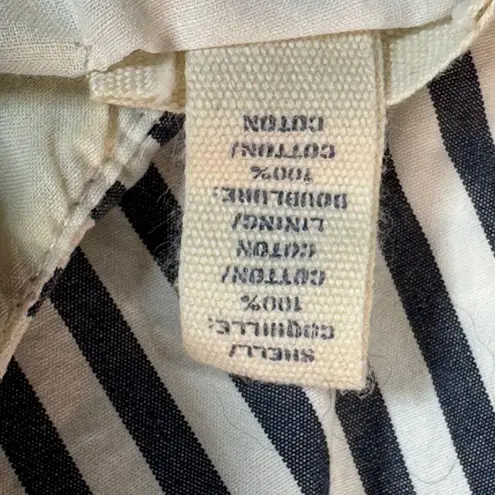 SHELL/
COQUILLE:
100%
COTTON/
COTON
LINING/
DOUBLURE:
100%
COTTON/
COTON